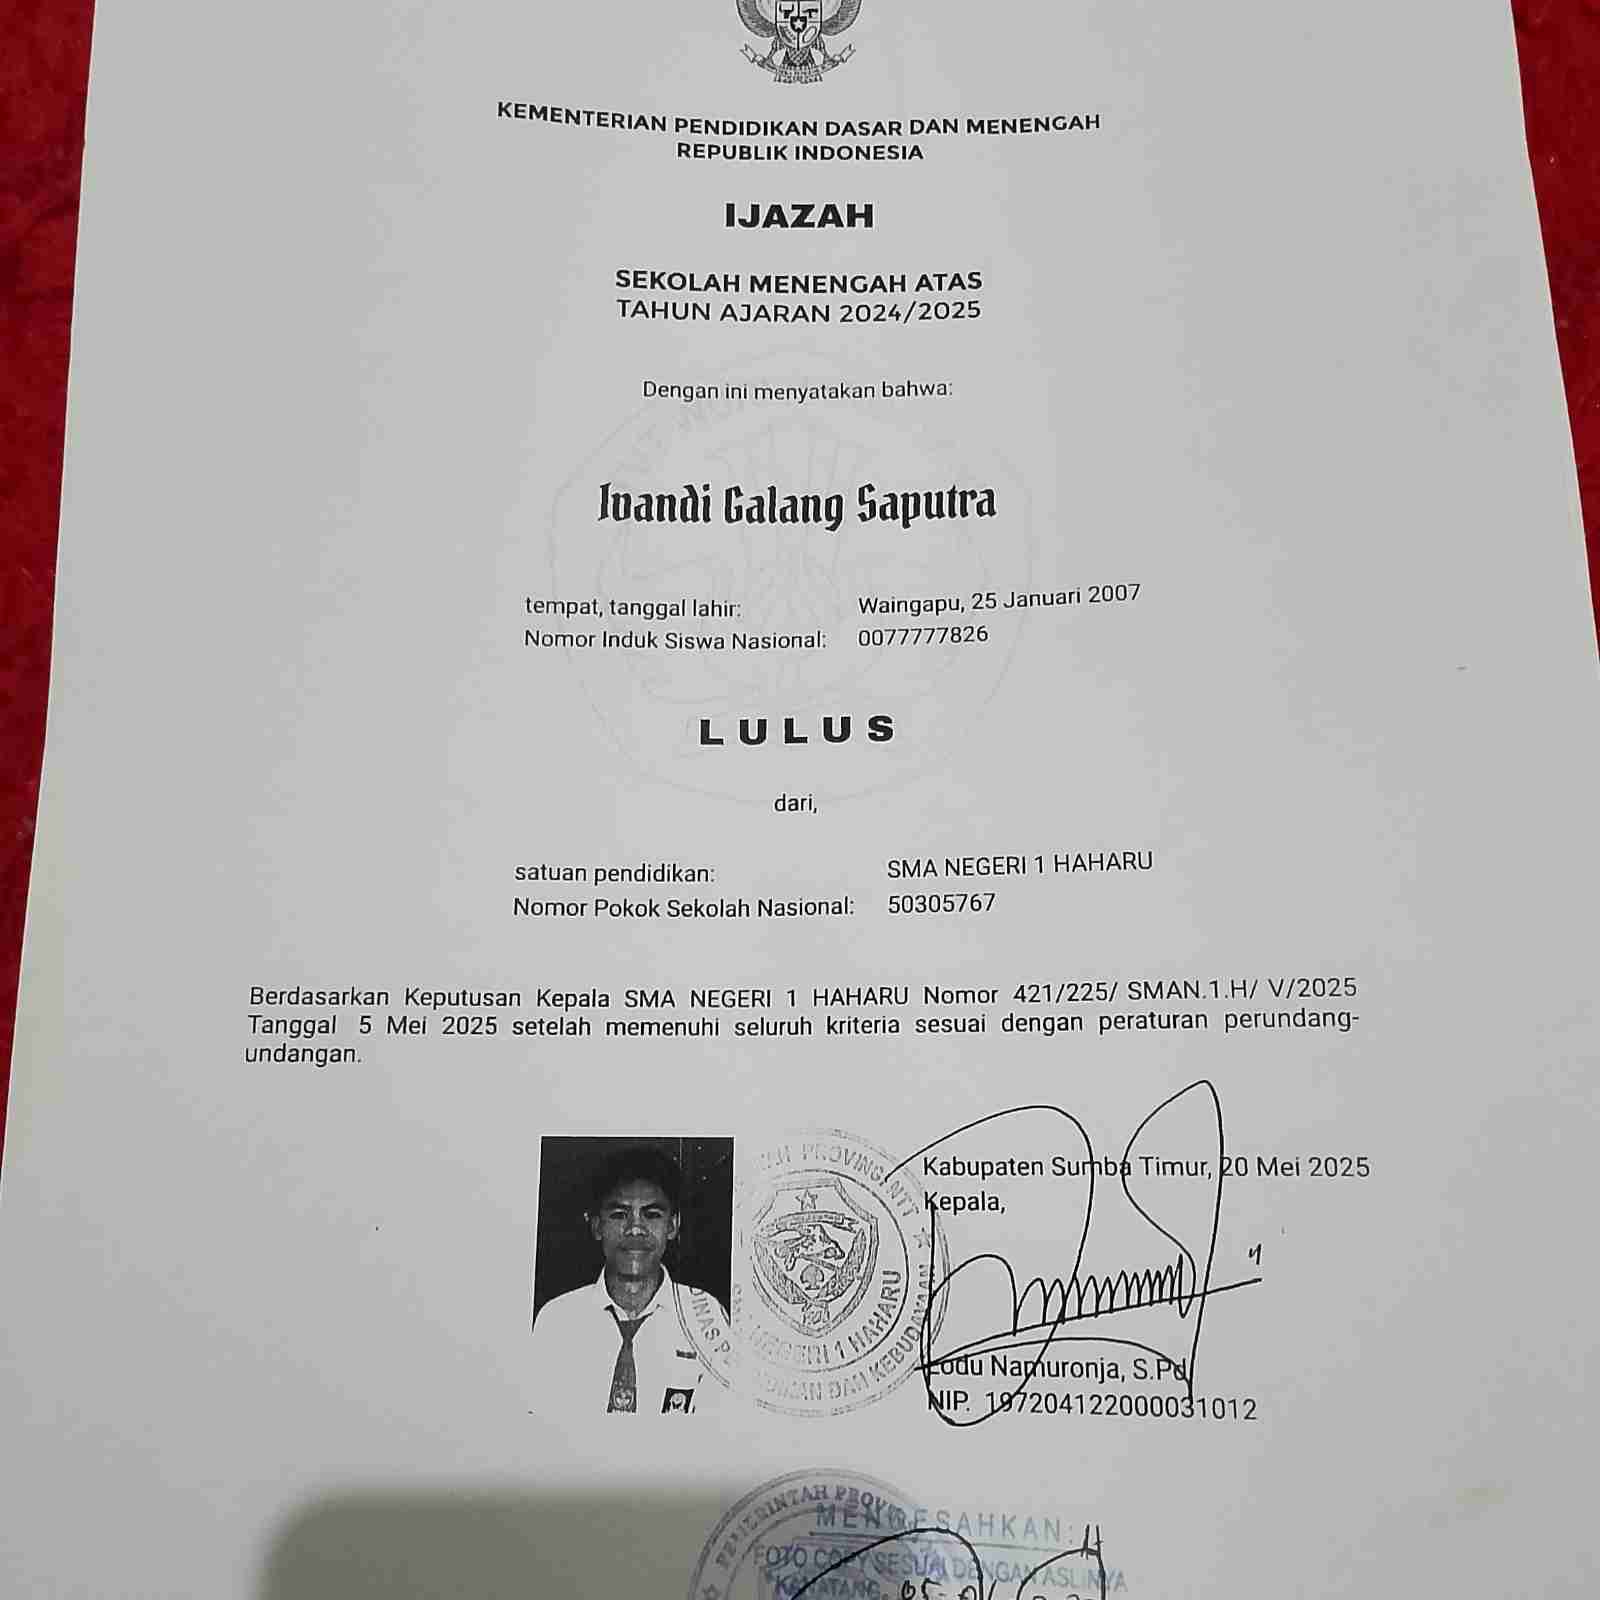 KEMENTERIAN PENDIDIKAN DASAR DAN MENENGAH
REPUBLIK INDONESIA
IJAZAH
SEKOLAH MENENGAH ATAS
TAHUN AJARAN 2024/2025
Dengan ini menyatakan bahwa:
Ivandi Galang Saputra
tempat, tanggal lahir: Waingapu, 25 Januari 2007
Nomor Induk Siswa Nasional: 0077777826
LULUS
dari,
satuan pendidikan: SMA NEGERI 1 HAHARU
Nomor Pokok Sekolah Nasional: 50305767
Berdasarkan Keputusan Kepala SMA NEGERI 1 HAHARU Nomor 421/225/ SMAN.1.H/ V/2025
Tanggal 5 Mei 2025 setelah memenuhi seluruh kriteria sesuai dengan peraturan perundang-
undangan.
Kabupaten Sumba Timur, 20 Mei 2025
Kepala,
Lodu Namuronja, S.Pd
NIP. 197204122000031012
NEGERI 1 HAHARU
DAN KEBUDAYAAN
PEMERINTAH
MENGESAHKAN:
FOTO COPY SESUAI DENGAN ASLINYA
KANATANG,